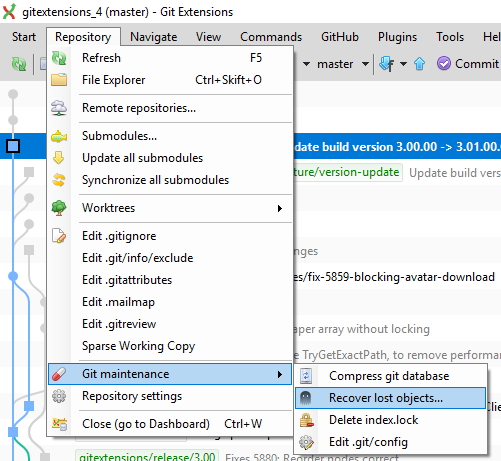 gitextensions_4 (master) - Git Extensions
Start Repository Navigate View Commands GitHub Plugins Tools
master Commit
Refresh F5
File Explorer Ctrl+Skift+O
Remote repositories...
Submodules...
date build version 3.00.00 -> 3.01.00.
Update all submodules
ture/version-update Update build vers
Synchronize all submodules
Worktrees
Edit .gitignore
Edit .git/info/exclude
nges
Edit .gitattributes
es/fix-5859-blocking-avatar-download
Edit .mailmap
Edit .gitreview
aper array without locking
Sparse Working Copy
e TryGetExactPath, to remove performa
Git maintenance
Compress git database
Repository settings
Recover lost objects...
Clie
Close (go to Dashboard) Ctrl+W
Delete index.lock
Edit .git/config
gitextensions/release/3.00 Fixes 5880: Reorder nodes correct